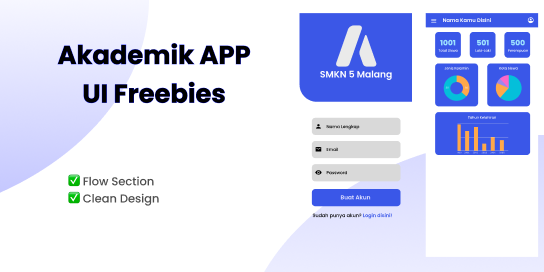 Akademik APP
UI Freebies
Flow Section
Clean Design
SMKN 5 Malang
Nama Lengkap
Email
Password
Buat Akun
Sudah punya akun? Login disini!
Nama Kamu Disini
1001
501
500
Total Siswa
Laki-Laki
Perempuan
Tahun Kelahiran